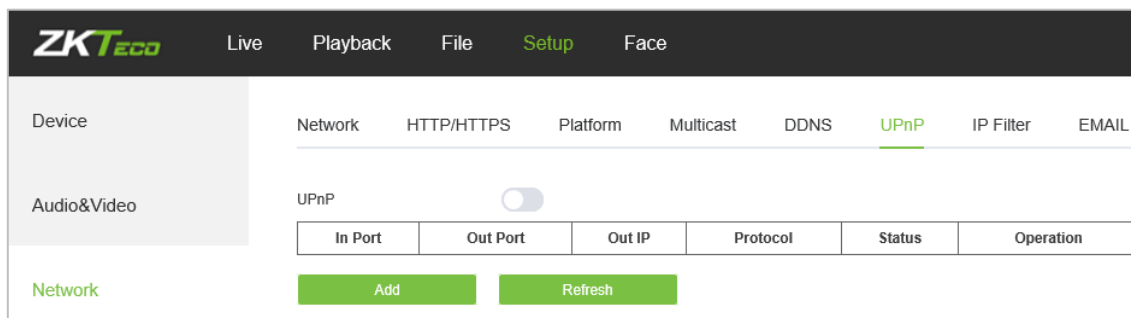 ZKTECO Live Playback File Setup Face
Device
Network HTTP/HTTPS Platform Multicast DDNS UPnP IP Filter EMAIL
Audio&Video
UPnP
In Port Out Port Out IP Protocol Status Operation
Network
Add Refresh